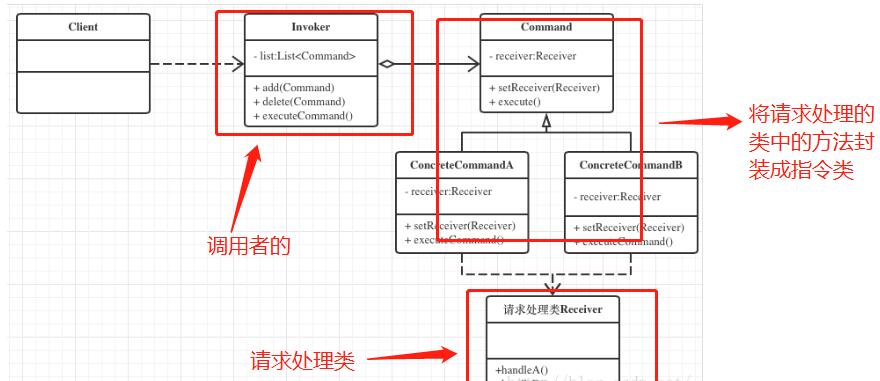 Client
Invoker
- list:List<Command>
+ add(Command)
+ delete(Command)
+ executeCommand()
Command
- receiver:Receiver
+ setReceiver(Receiver)
+ execute()
将请求处理的
类中的方法封
装成指令类
ConcreteCommandA
- receiver:Receiver
+ setReceiver(Receiver)
+ executeCommand()
ConcreteCommandB
- receiver:Receiver
+ setReceiver(Receiver)
+ executeCommand()
调用者的
请求处理类Receiver
+handleA()
请求处理类